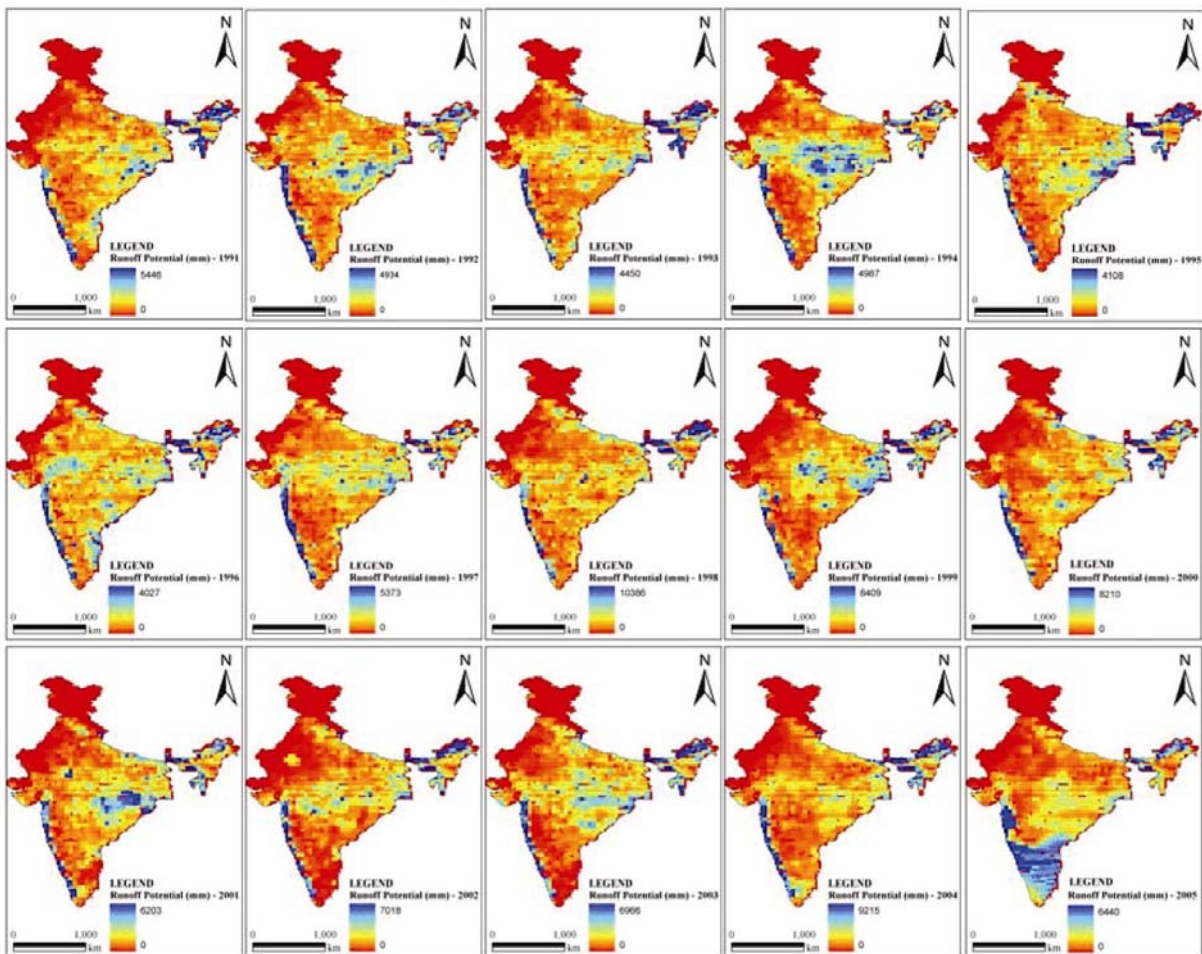 N
LEGEND
Runoff Potential (mm) - 1991
5446
0
0 1,000
km
N
LEGEND
Runoff Potential (mm) - 1992
4934
0
0 1,000
km
N
LEGEND
Runoff Potential (mm) - 1993
4450
0
0 1,000
km
N
LEGEND
Runoff Potential (mm) - 1994
4967
0
0 1,000
km
N
LEGEND
Runoff Potential (mm) - 1995
4108
0
0 1,000
km
N
LEGEND
Runoff Potential (mm) - 1996
4027
0
0 1,000
km
N
LEGEND
Runoff Potential (mm) - 1997
5373
0
0 1,000
km
N
LEGEND
Runoff Potential (mm) - 1998
10386
0
0 1,000
km
N
LEGEND
Runoff Potential (mm) - 1999
0
0 1,000
km
N
LEGEND
Runoff Potential (mm) - 2000
8210
0
0 1,000
km
N
LEGEND
Runoff Potential (mm) - 2001
6203
0
0 1,000
km
N
LEGEND
Runoff Potential (mm) - 2002
7018
0
0 1,000
km
N
LEGEND
Runoff Potential (mm) - 2003
6966
0
0 1,000
km
N
LEGEND
Runoff Potential (mm) - 2004
9215
0
0 1,000
km
N
LEGEND
Runoff Potential (mm) - 2005
6440
0
0 1,000
km